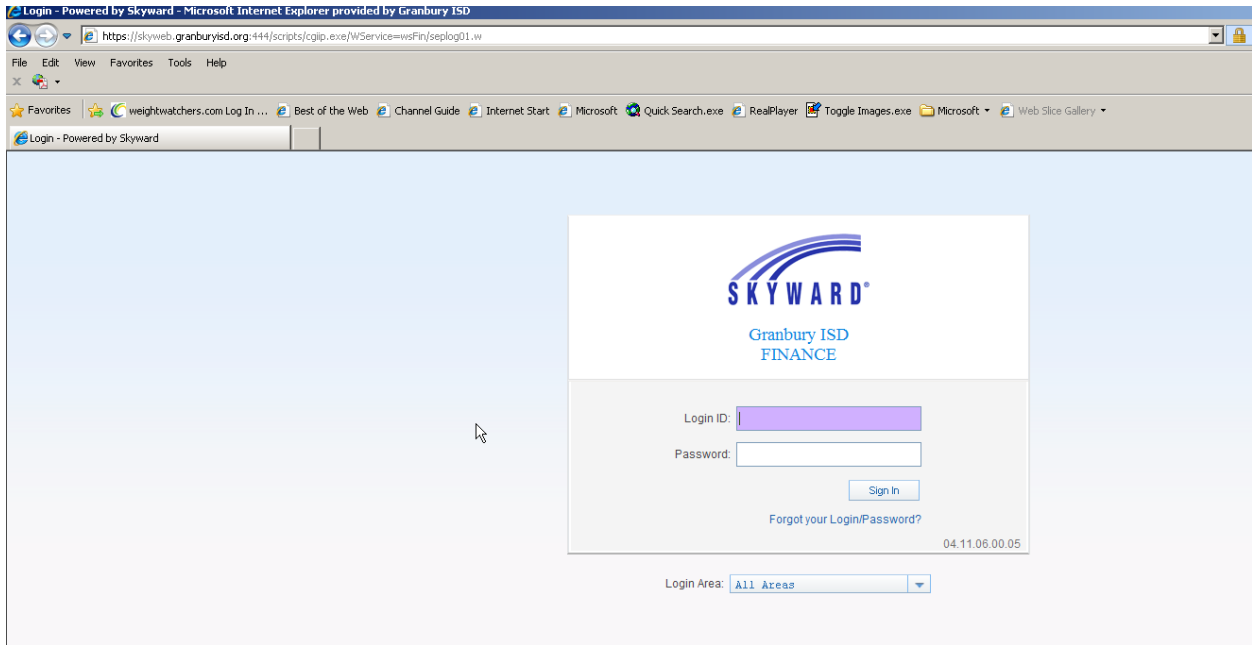 Login - Powered by Skyward - Microsoft Internet Explorer provided by Granbury ISD
https://skyweb.granburyisd.org:444/scripts/cgiip.exe/WService=wsFin/seplog01.w
File Edit View Favorites Tools Help
Favorites weightwatchers.com Log In ... Best of the Web Channel Guide Internet Start Microsoft Quick Search.exe RealPlayer Toggle Images.exe Microsoft Web Slice Gallery
Login - Powered by Skyward
SKYWARD®
Granbury ISD
FINANCE
Login ID:
Password:
Sign In
Forgot your Login/Password?
04.11.06.00.05
Login Area: All Areas